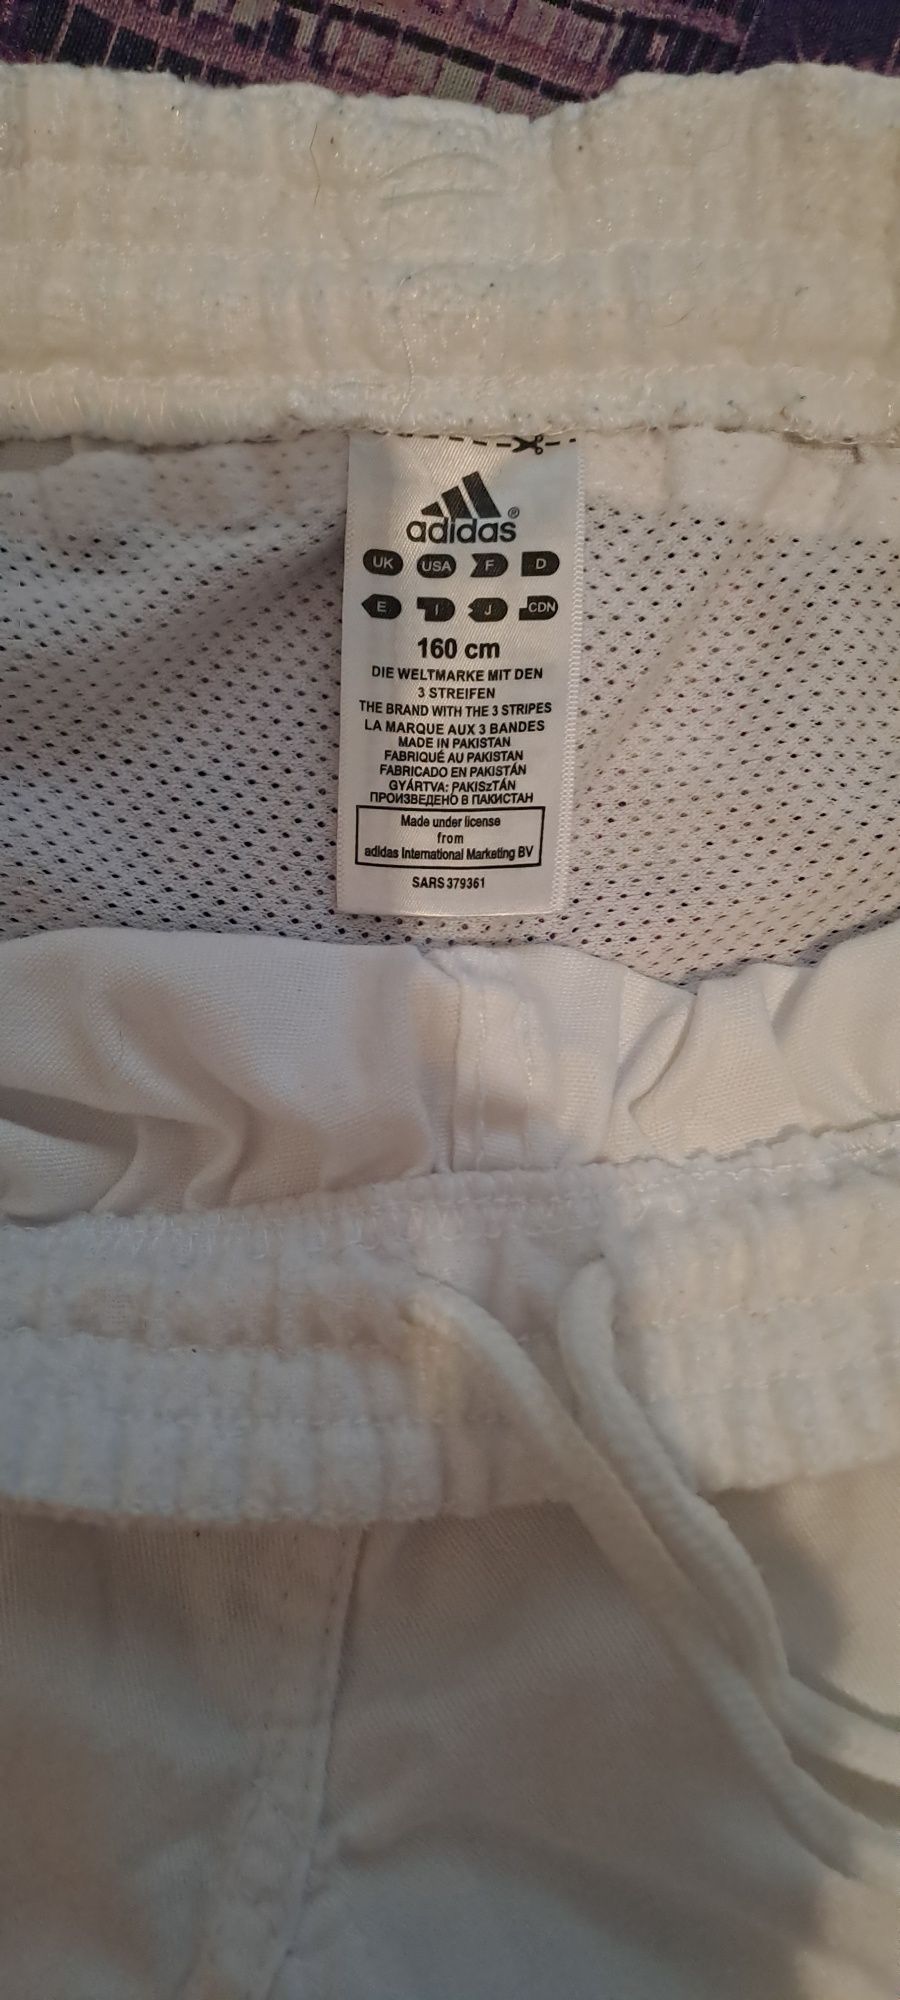 adidas®
UK USA F D
E I J CDN
160 cm
DIE WELTMARKE MIT DEN
3 STREIFEN
THE BRAND WITH THE 3 STRIPES
LA MARQUE AUX 3 BANDES
MADE IN PAKISTAN
FABRIQUÉ AU PAKISTAN
FABRICADO EN PAKISTÁN
GYÁRTVA: PAKISzTÁN
ПРОИЗВЕДЕНО В ПАКИСТАН
Made under license
from
adidas International Marketing BV
SARS 379361